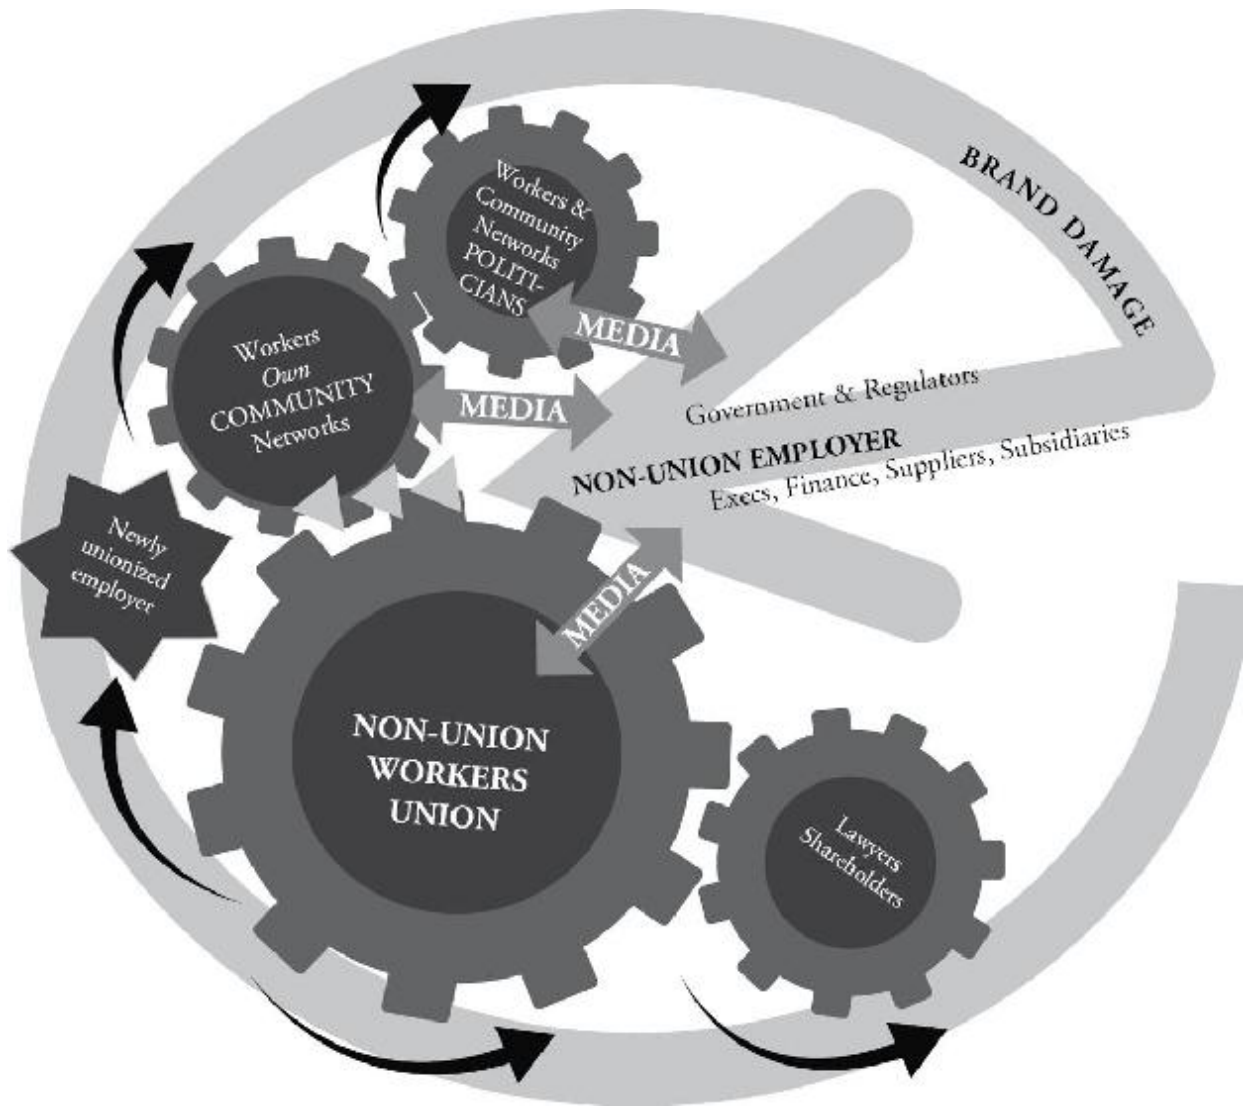 BRAND DAMAGE
Workers &
Community
Networks
POLITI-
CIANS
MEDIA
Workers
Own
COMMUNITY
Networks
MEDIA
Government & Regulators
NON-UNION EMPLOYER
Execs, Finance, Suppliers, Subsidiaries
Newly
unionized
employer
MEDIA
NON-UNION
WORKERS
UNION
Lawyers
Shareholders